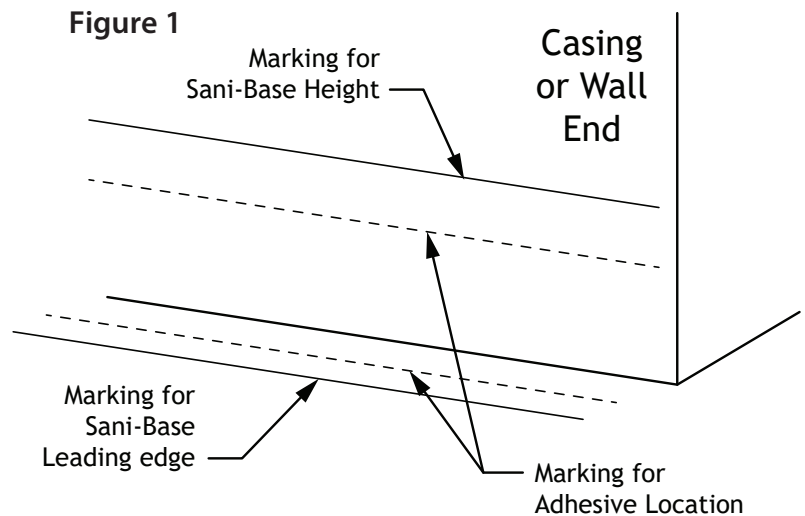 Figure 1
Marking for
Sani-Base Height
Casing
or Wall
End
Marking for
Sani-Base
Leading edge
Marking for
Adhesive Location